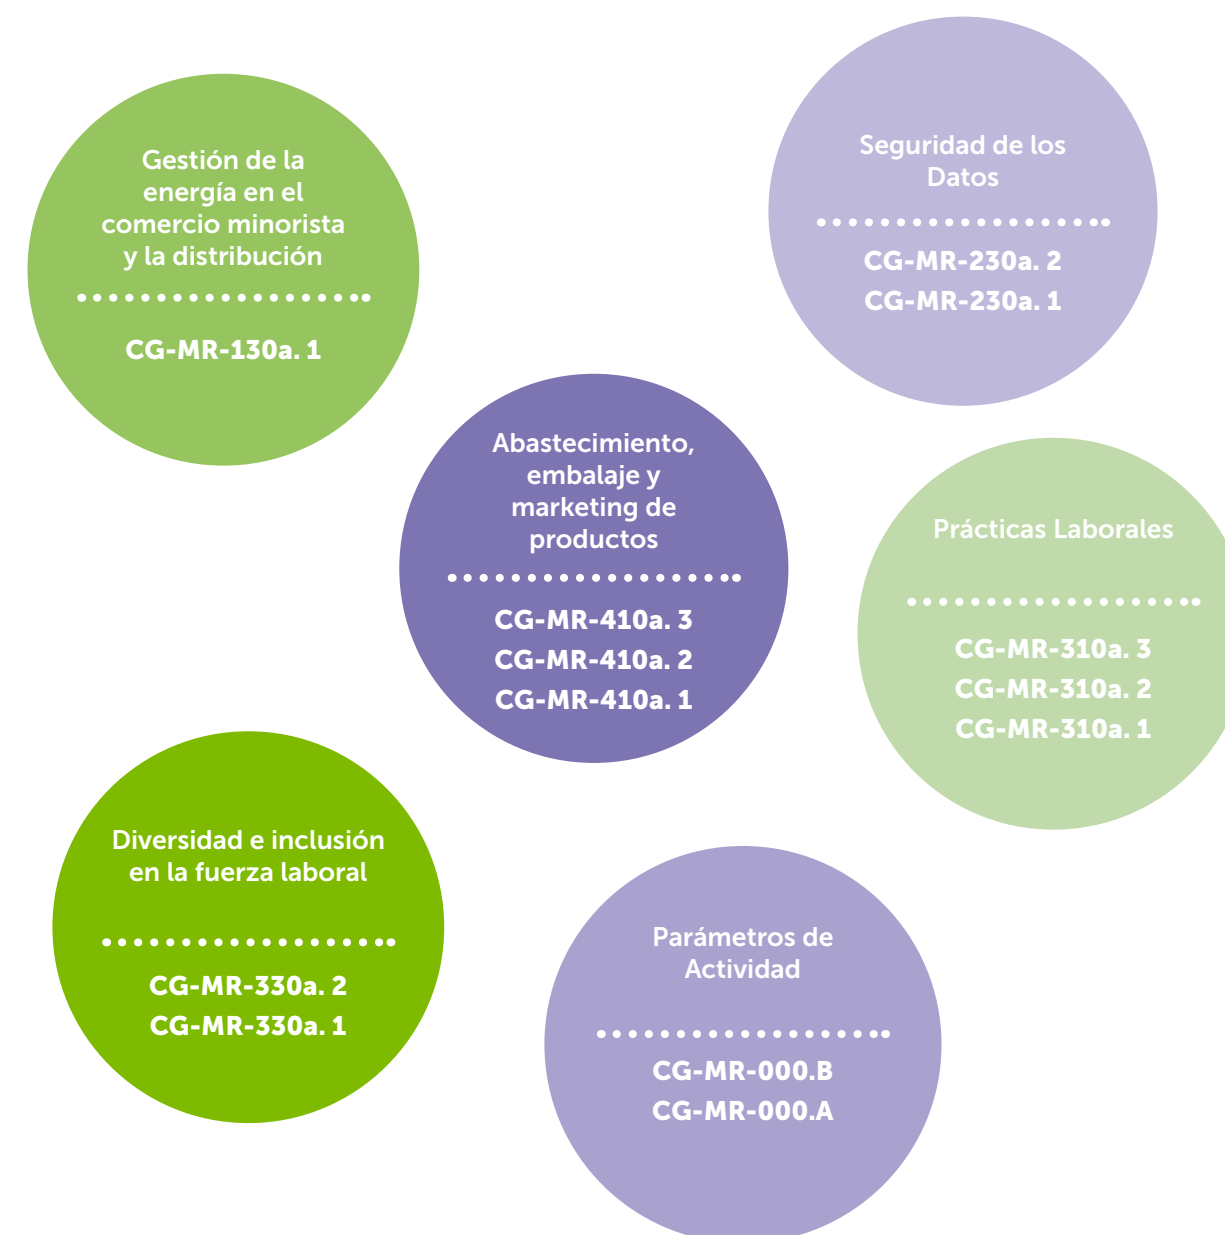 Gestión de la
energía en el
comercio minorista
y la distribución
CG-MR-130a. 1
Seguridad de los
Datos
CG-MR-230a. 2
CG-MR-230a. 1
Abastecimiento,
embalaje y
marketing de
productos
CG-MR-410a. 3
CG-MR-410a. 2
CG-MR-410a. 1
Prácticas Laborales
CG-MR-310a. 3
CG-MR-310a. 2
CG-MR-310a. 1
Diversidad e inclusión
en la fuerza laboral
CG-MR-330a. 2
CG-MR-330a. 1
Parámetros de
Actividad
CG-MR-000.B
CG-MR-000.A